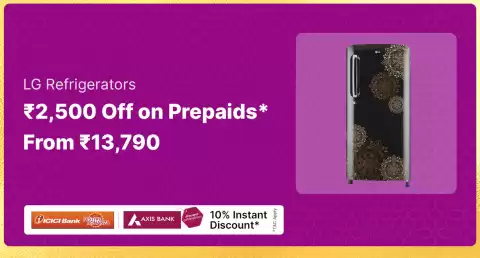 LG Refrigerators
₹2,500 Off on Prepaids*
From ₹13,790
ICICI Bank
AXIS BANK
10% Instant
Discount*
*T&C Apply